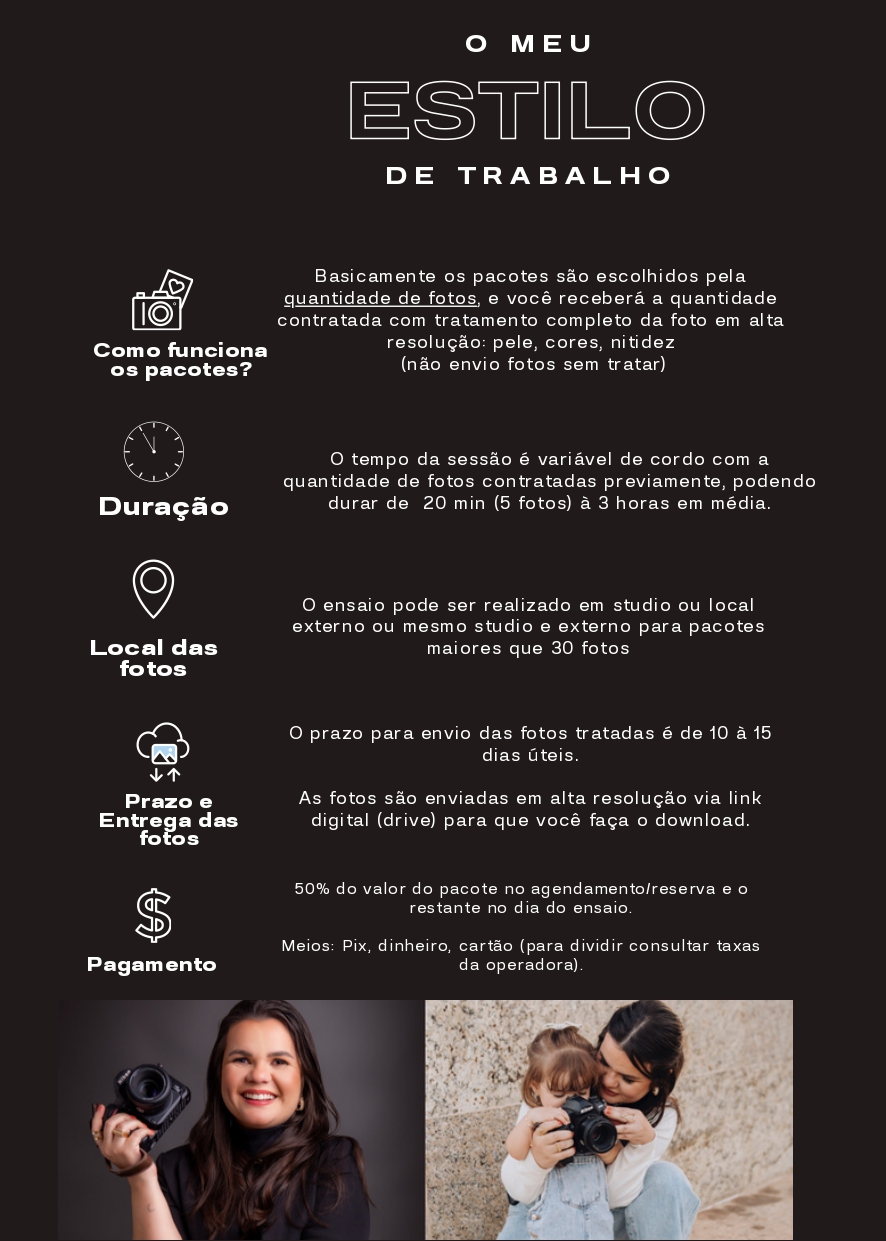 O MEU
ESTILO
DE TRABALHO
Como funciona
os pacotes?
Basicamente os pacotes são escolhidos pela
quantidade de fotos, e você receberá a quantidade
contratada com tratamento completo da foto em alta
resolução: pele, cores, nitidez
(não envio fotos sem tratar)
Duração
O tempo da sessão é variável de cordo com a
quantidade de fotos contratadas previamente, podendo
durar de 20 min (5 fotos) à 3 horas em média.
Local das
fotos
O ensaio pode ser realizado em studio ou local
externo ou mesmo studio e externo para pacotes
maiores que 30 fotos
Prazo e
Entrega das
fotos
O prazo para envio das fotos tratadas é de 10 à 15
dias úteis.
As fotos são enviadas em alta resolução via link
digital (drive) para que você faça o download.
Pagamento
50% do valor do pacote no agendamento/reserva e o
restante no dia do ensaio.
Meios: Pix, dinheiro, cartão (para dividir consultar taxas
da operadora).